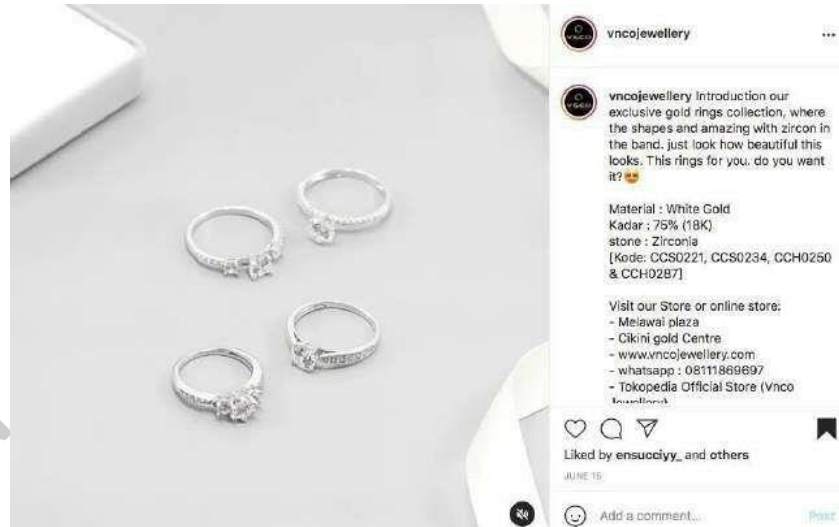 vncojewellery
vncojewellery Introduction our
exclusive gold rings collection, where
the shapes and amazing with zircon in
the band. just look how beautiful this
looks. This rings for you. do you want
it?😍
Material : White Gold
Kadar : 75% (18K)
stone : Zirconia
[Kode: CCS0221, CCS0234, CCH0250
& CCH0287]
Visit our Store or online store:
- Melawai plaza
- Cikini gold Centre
- www.vncojewellery.com
- whatsapp : 08111869697
- Tokopedia Official Store (Vnco
Liked by ensucciyy_ and others
JUNE 15
Add a comment...
Post